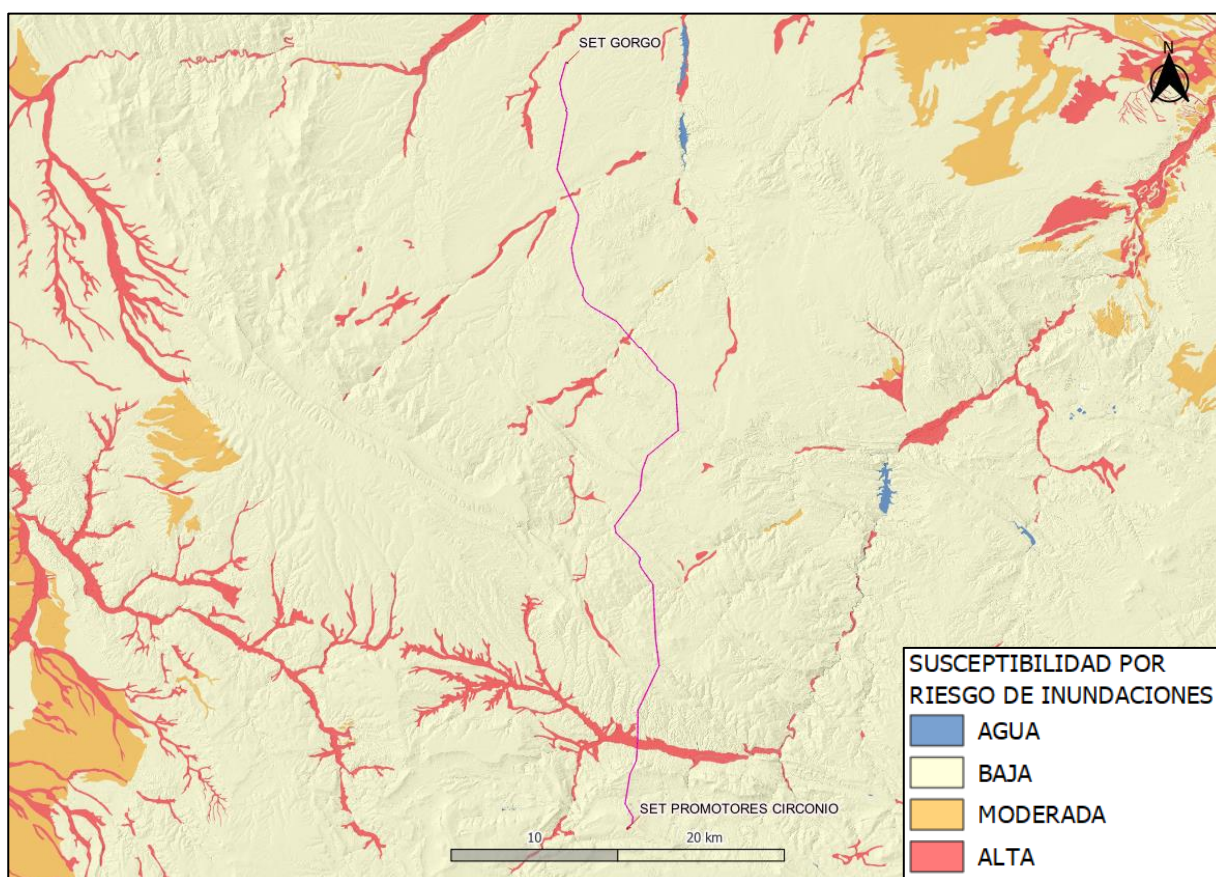 SET GORGO
N
SET PROMOTORES CIRCONIO
10 20 km
SUSCEPTIBILIDAD POR
RIESGO DE INUNDACIONES
AGUA
BAJA
MODERADA
ALTA